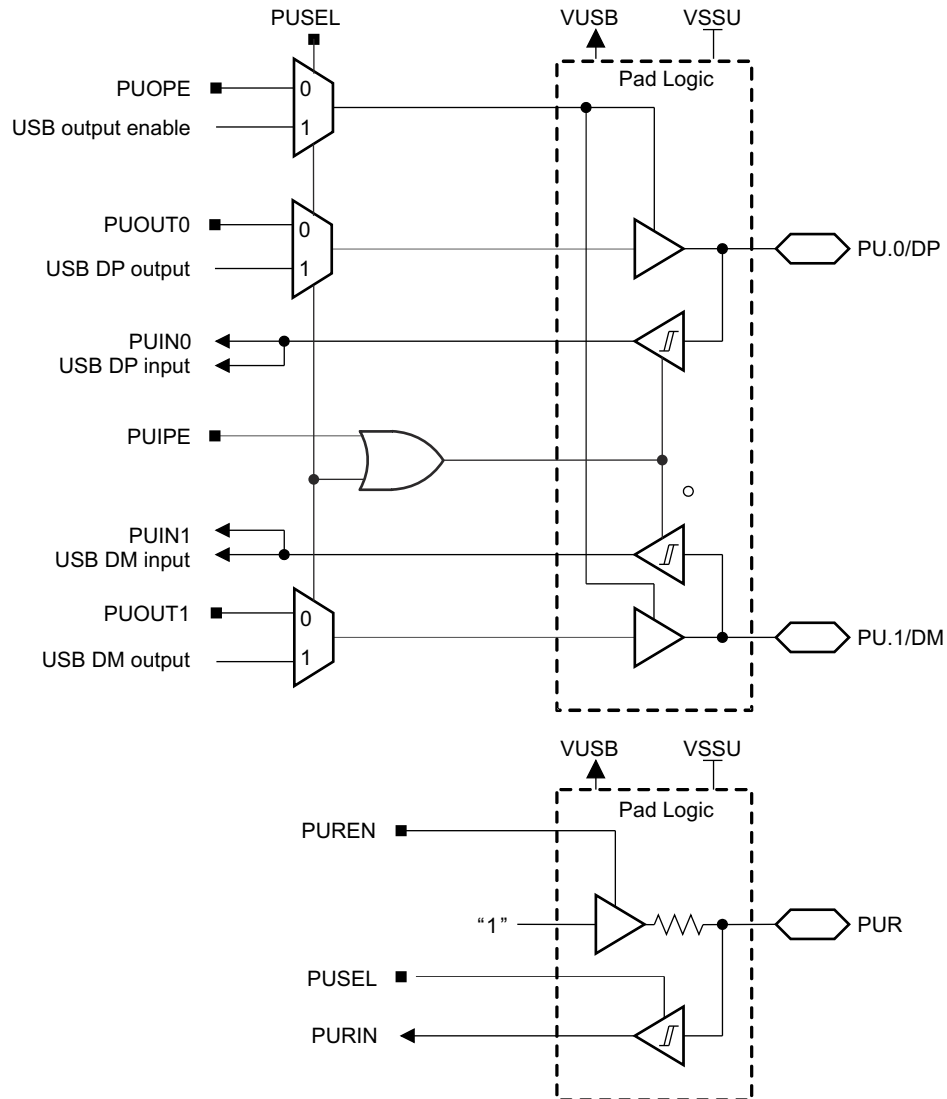 PUSEL
VUSB
VSSU
Pad Logic
PUOPE
0
USB output enable
1
PUOUT0
0
USB DP output
1
PU.0/DP
PUIN0
USB DP input
PUIPE
PUIN1
USB DM input
PUOUT1
0
USB DM output
1
PU.1/DM
VUSB
VSSU
Pad Logic
PUREN
“1”
PUR
PUSEL
PURIN